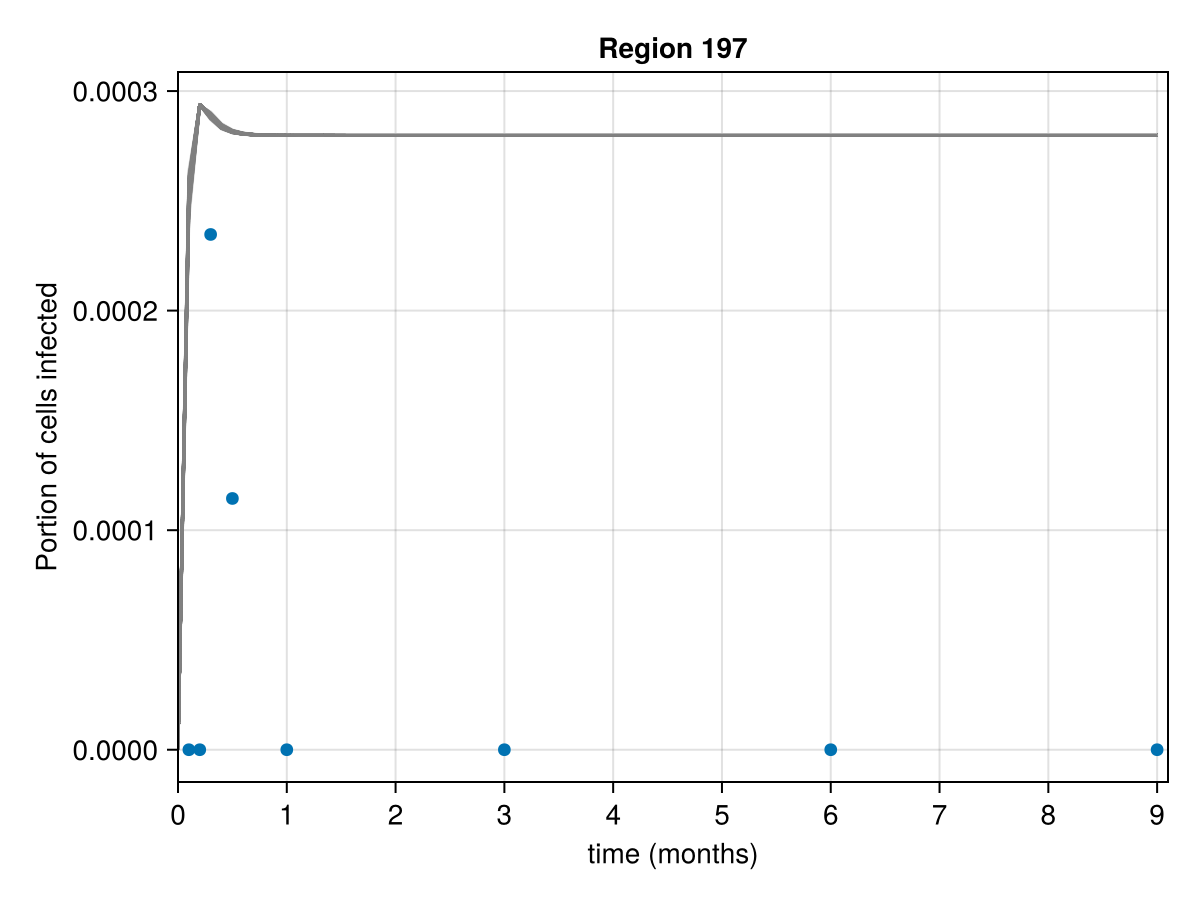 Region 197
0.0003
0.0002
0.0001
0.0000
Portion of cells infected
0 1 2 3 4 5 6 7 8 9
time (months)